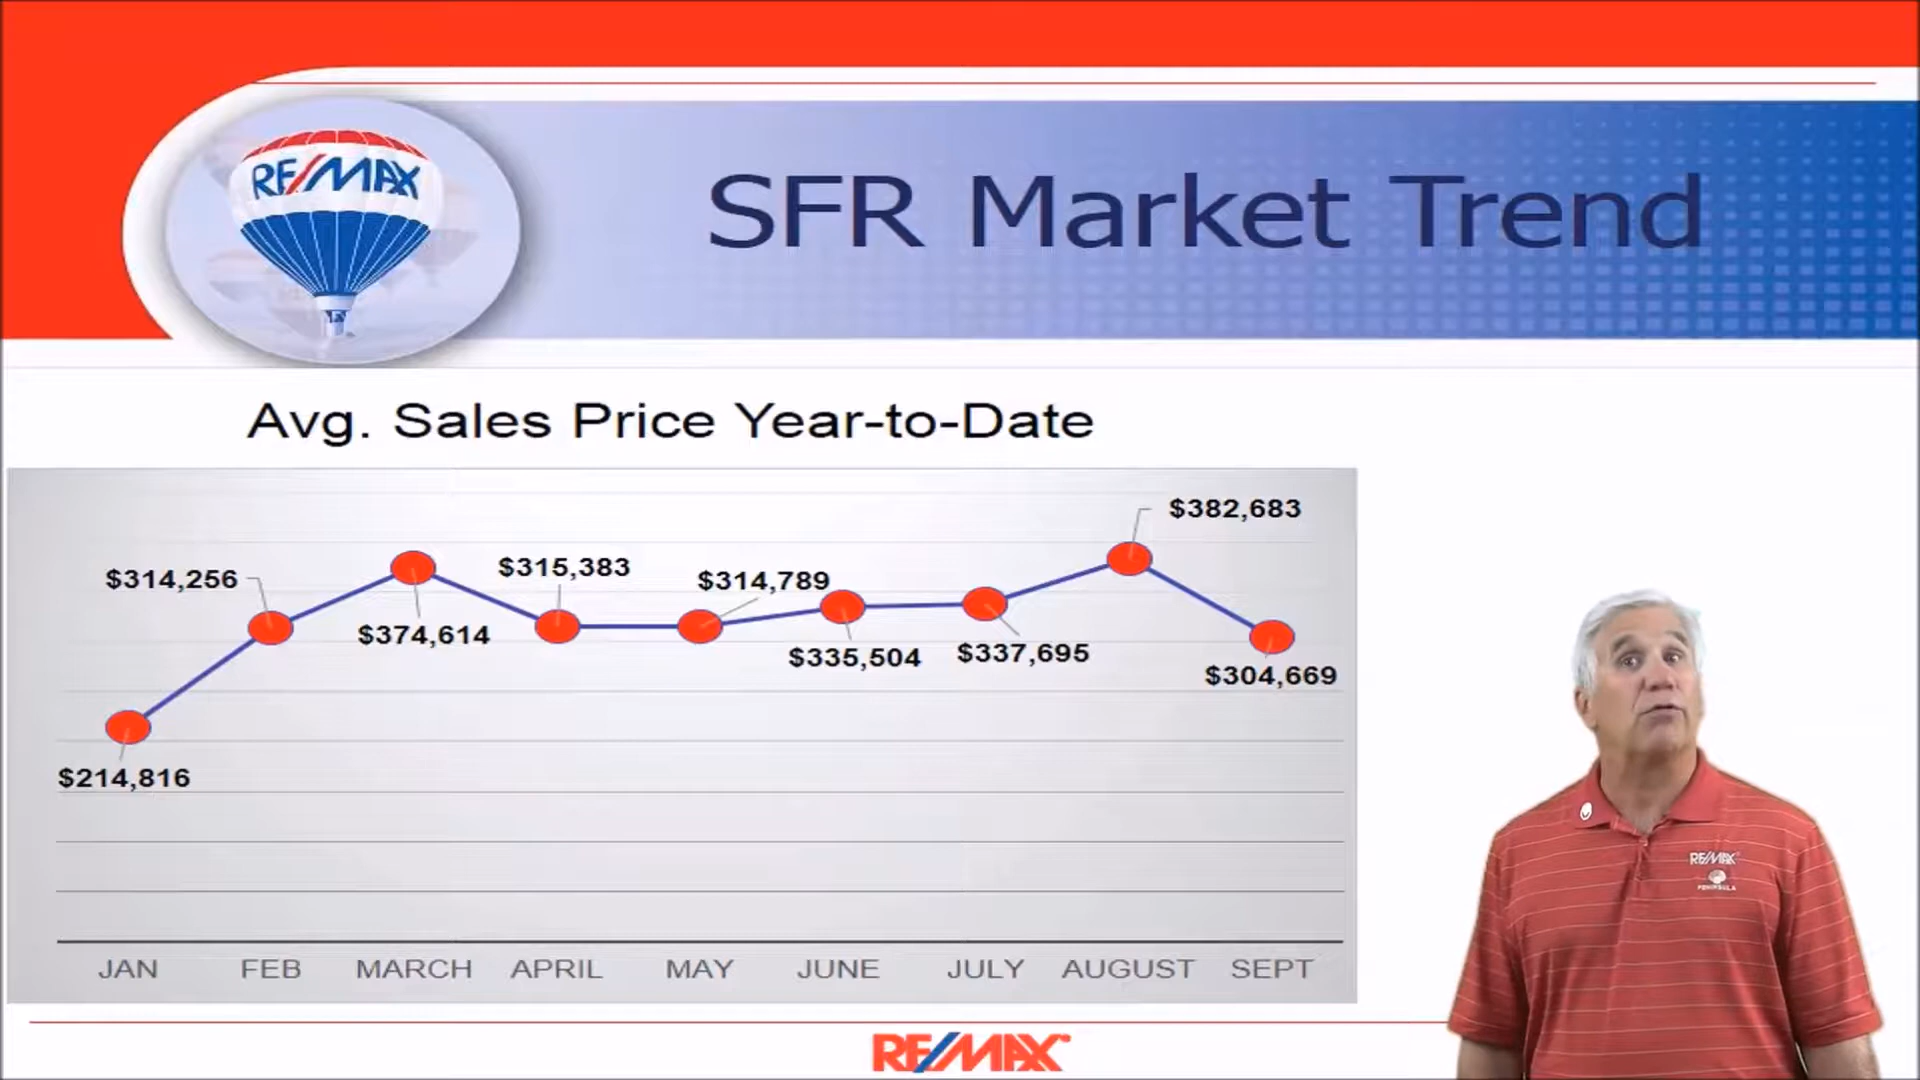 RE/MAX
SFR Market Trend
Avg. Sales Price Year-to-Date
$382,683
$314,256
$315,383
$314,789
$374,614
$335,504
$337,695
$304,669
$214,816
JAN FEB MARCH APRIL MAY JUNE JULY AUGUST SEPT
RE/MAX
PENINSULA
RE/MAX